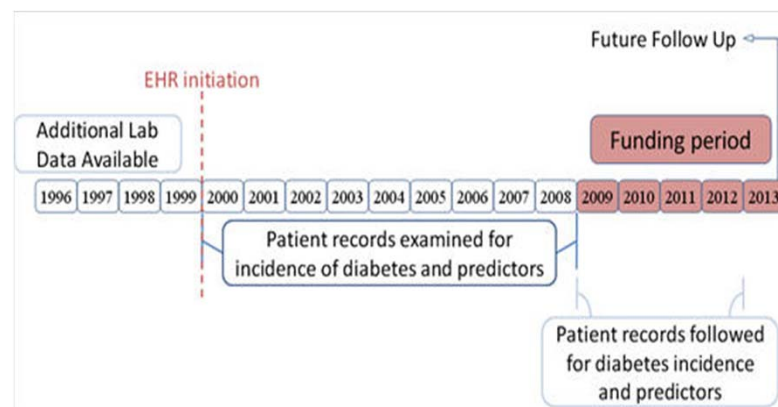 Future Follow Up
EHR initiation
Additional Lab
Data Available
Funding period
1996 1997 1998 1999 2000 2001 2002 2003 2004 2005 2006 2007 2008 2009 2010 2011 2012 2013
Patient records examined for
incidence of diabetes and predictors
Patient records followed
for diabetes incidence
and predictors